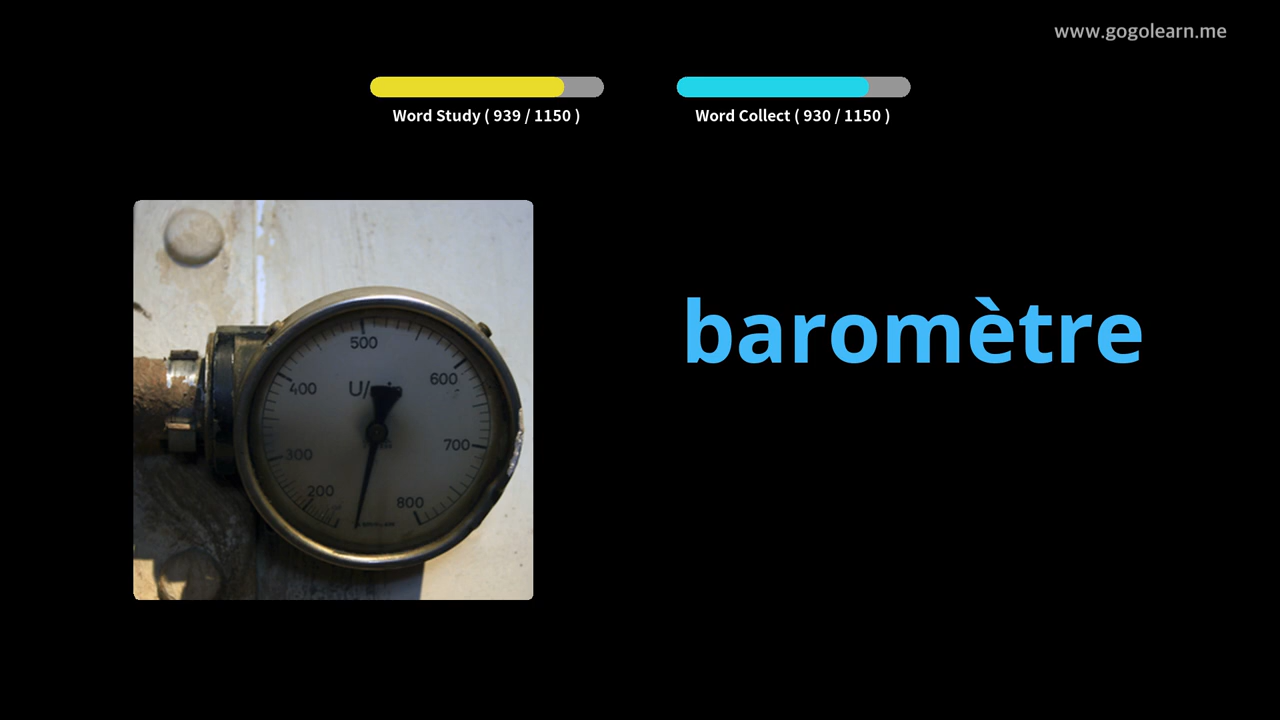 www.gogolearn.me
Word Study ( 939 / 1150 )
Word Collect ( 930 / 1150 )
baromètre
500
400
600
300
700
200
800